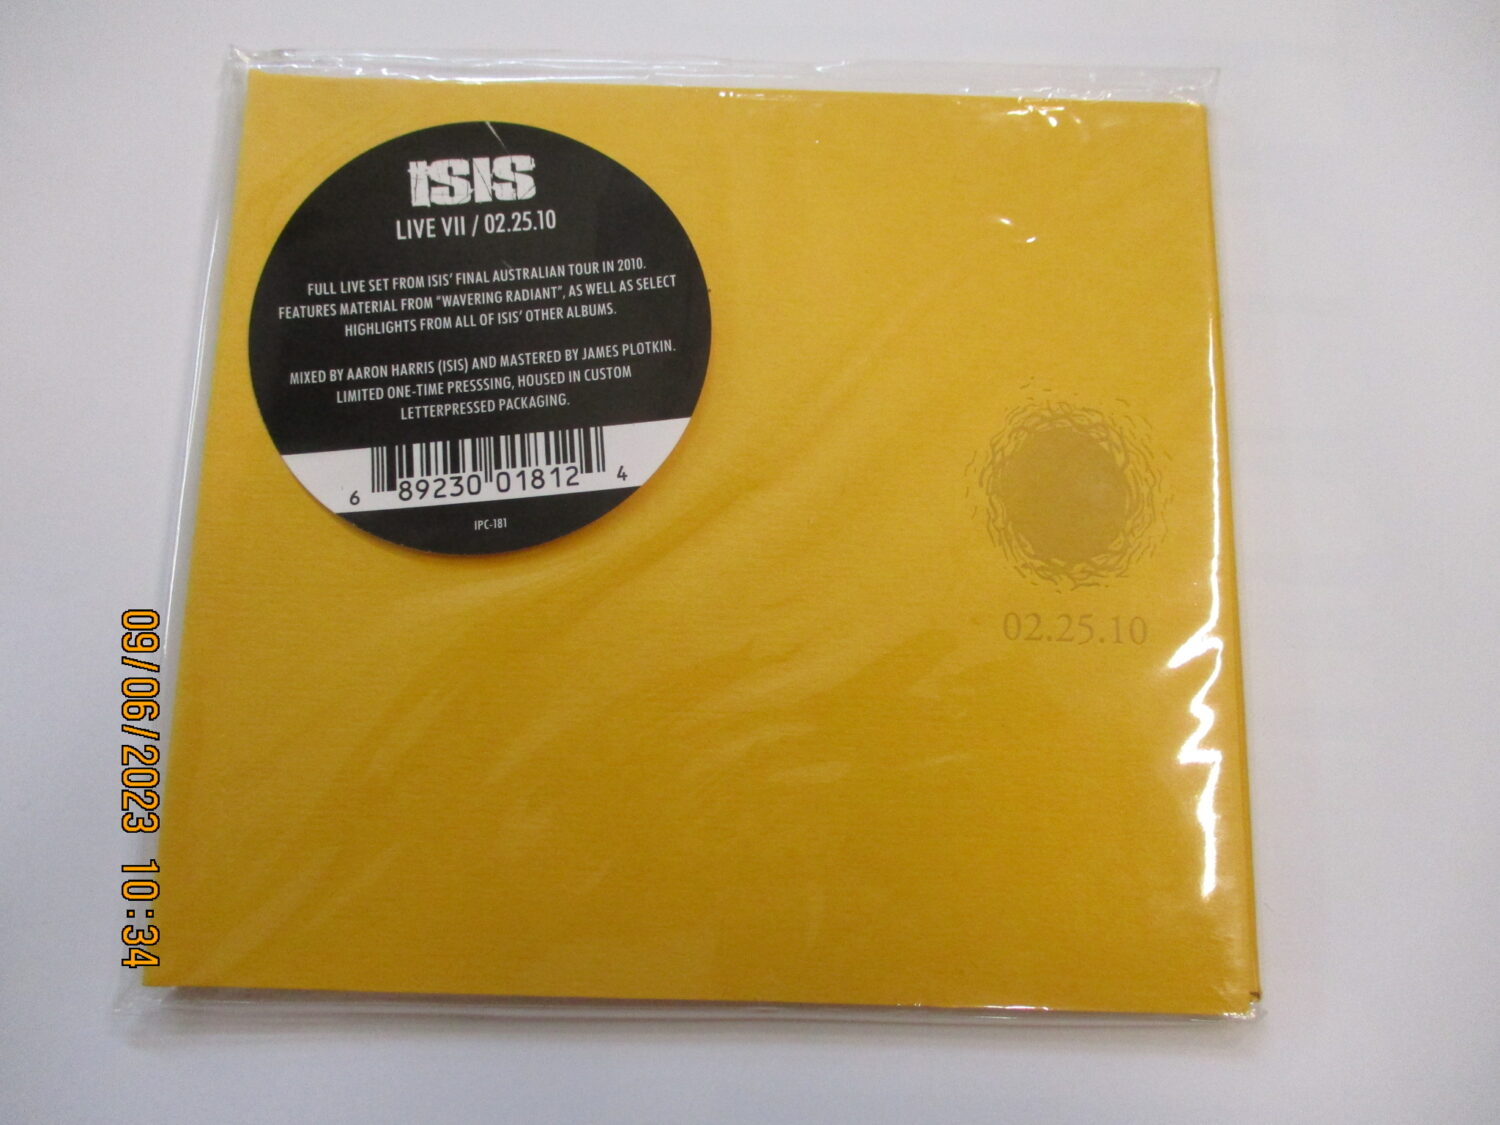 ISIS
LIVE VII / 02.25.10
FULL LIVE SET FROM ISIS' FINAL AUSTRALIAN TOUR IN 2010.
FEATURES MATERIAL FROM "WAVERING RADIANT", AS WELL AS SELECT
HIGHLIGHTS FROM ALL OF ISIS' OTHER ALBUMS.
MIXED BY AARON HARRIS (ISIS) AND MASTERED BY JAMES PLOTKIN.
LIMITED ONE-TIME PRESSSING, HOUSED IN CUSTOM
LETTERPRESSED PACKAGING.
6 89230 01812 4
IPC-181
02.25.10
09/06/2023 10:34